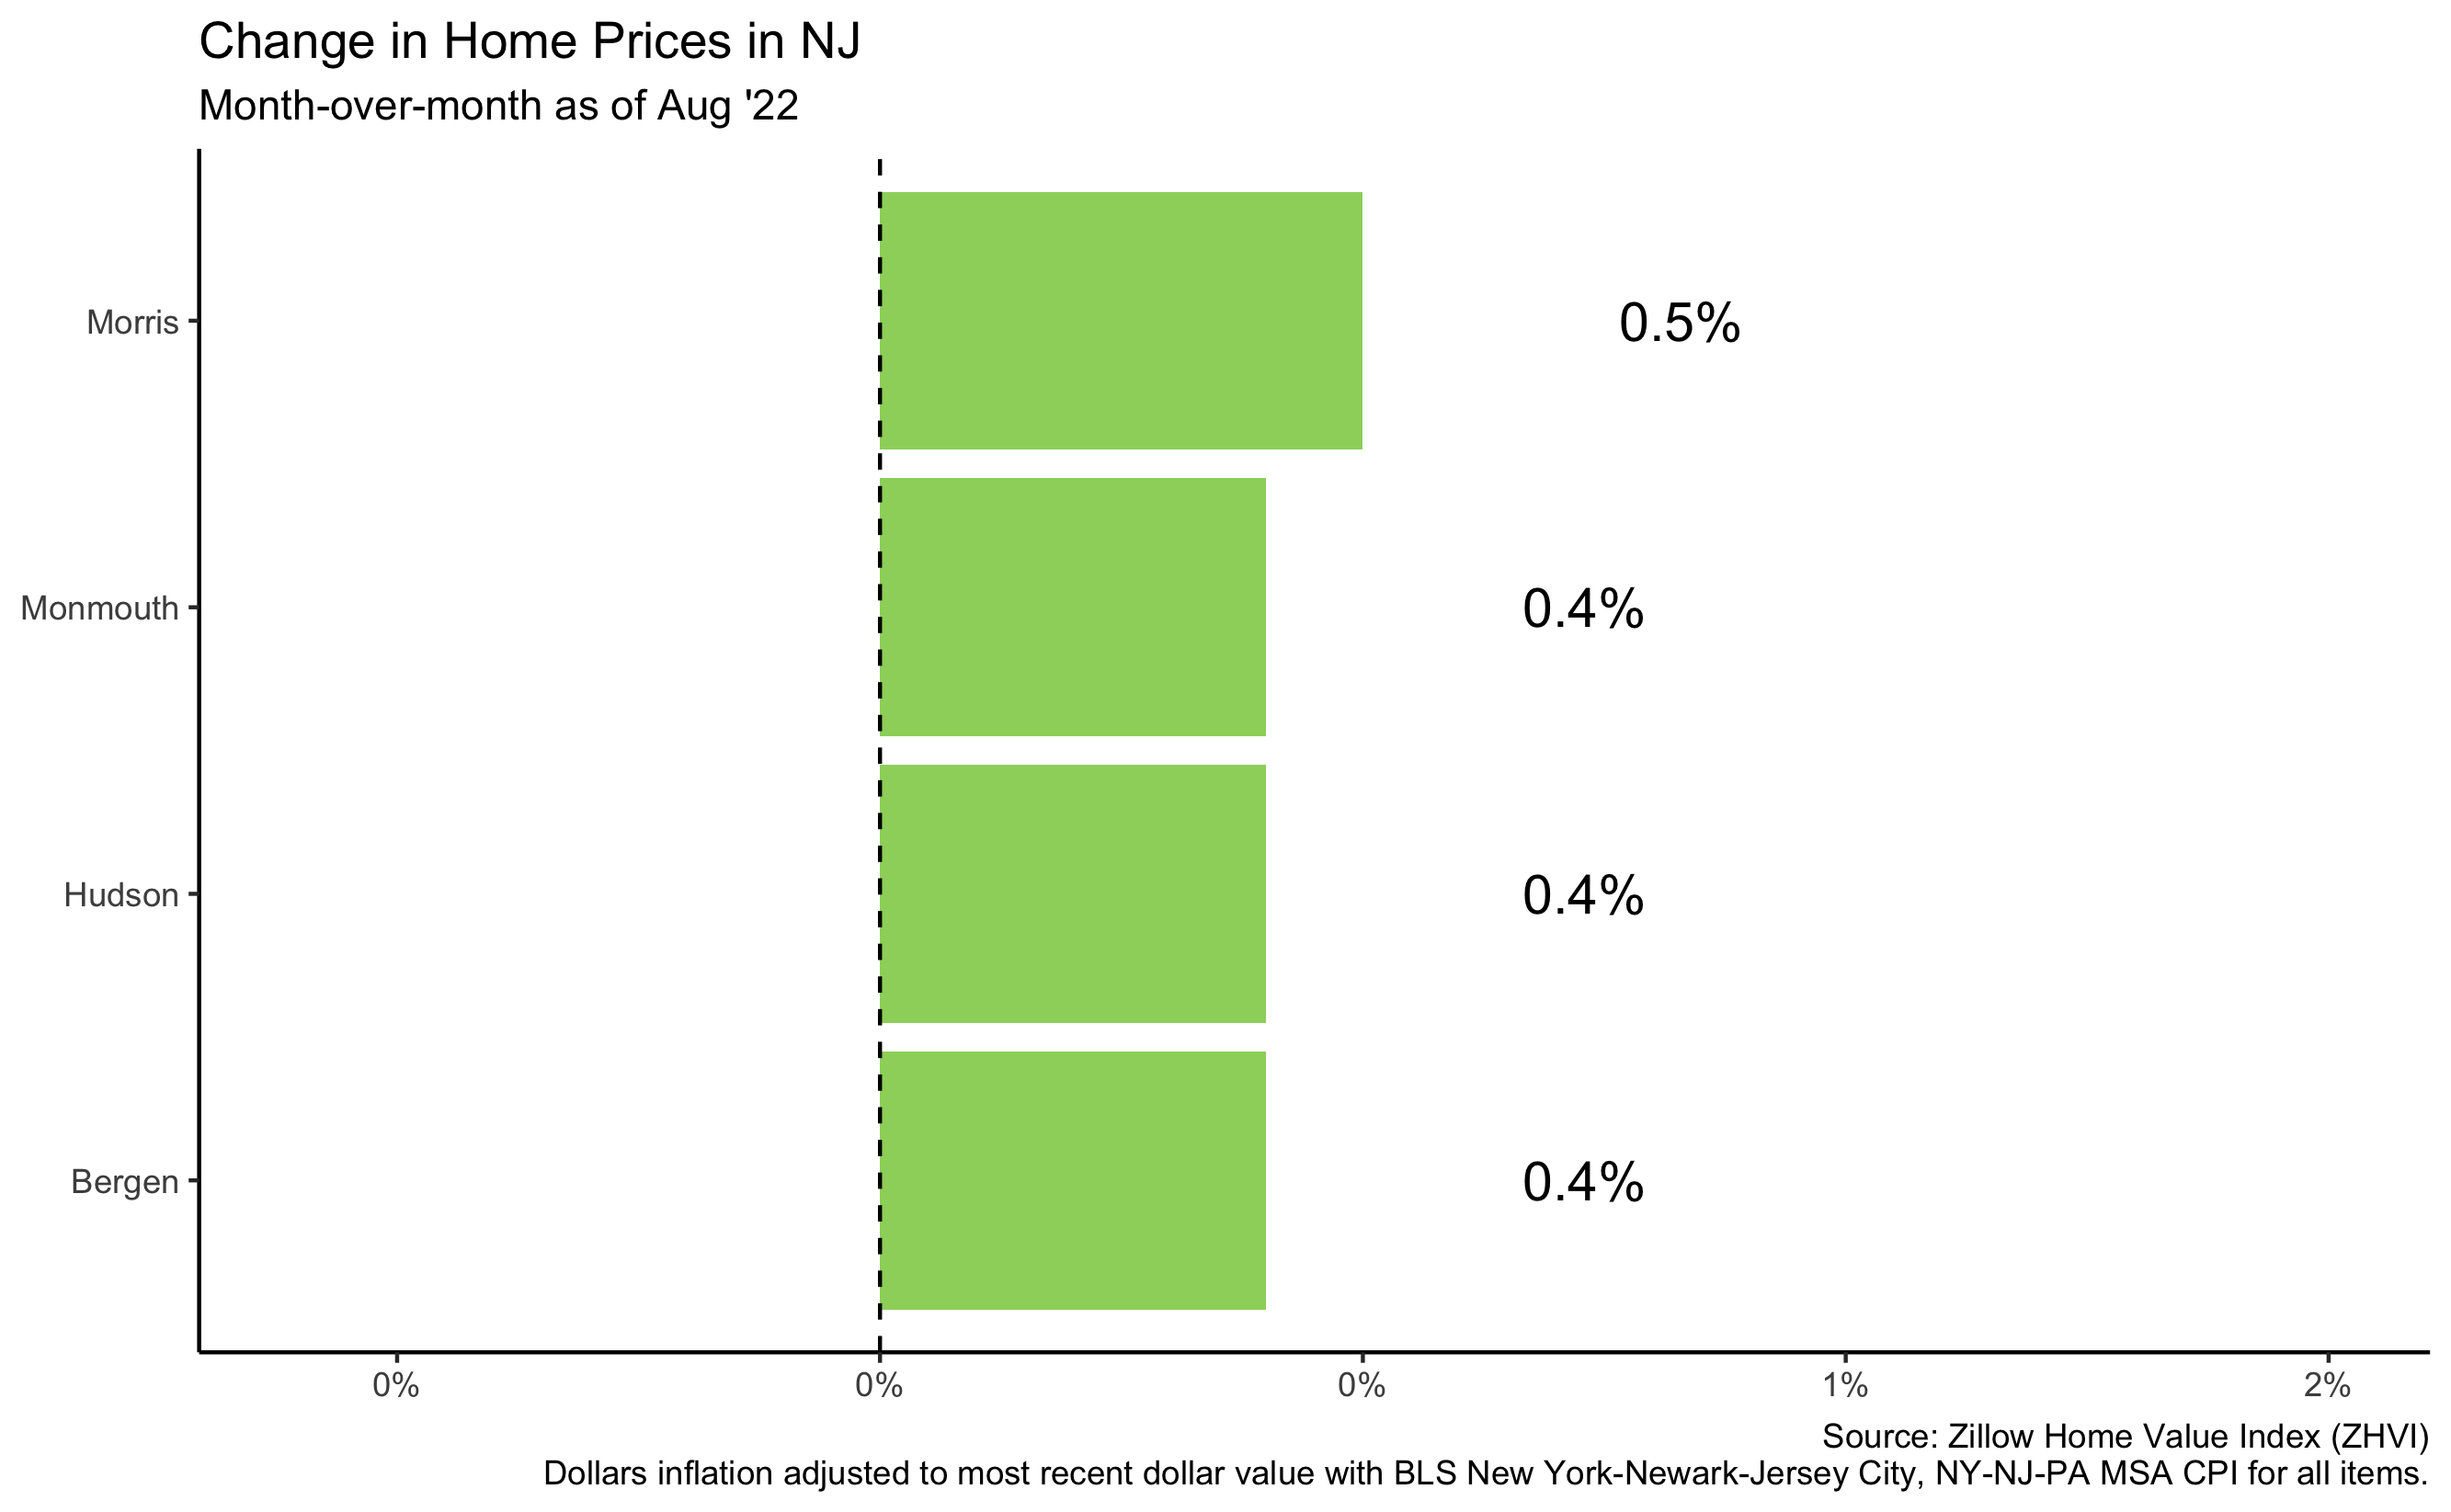 Change in Home Prices in NJ
Month-over-month as of Aug '22
Morris
0.5%
Monmouth
0.4%
Hudson
0.4%
Bergen
0.4%
0%
0%
0%
1%
2%
Source: Zillow Home Value Index (ZHVI)
Dollars inflation adjusted to most recent dollar value with BLS New York-Newark-Jersey City, NY-NJ-PA MSA CPI for all items.